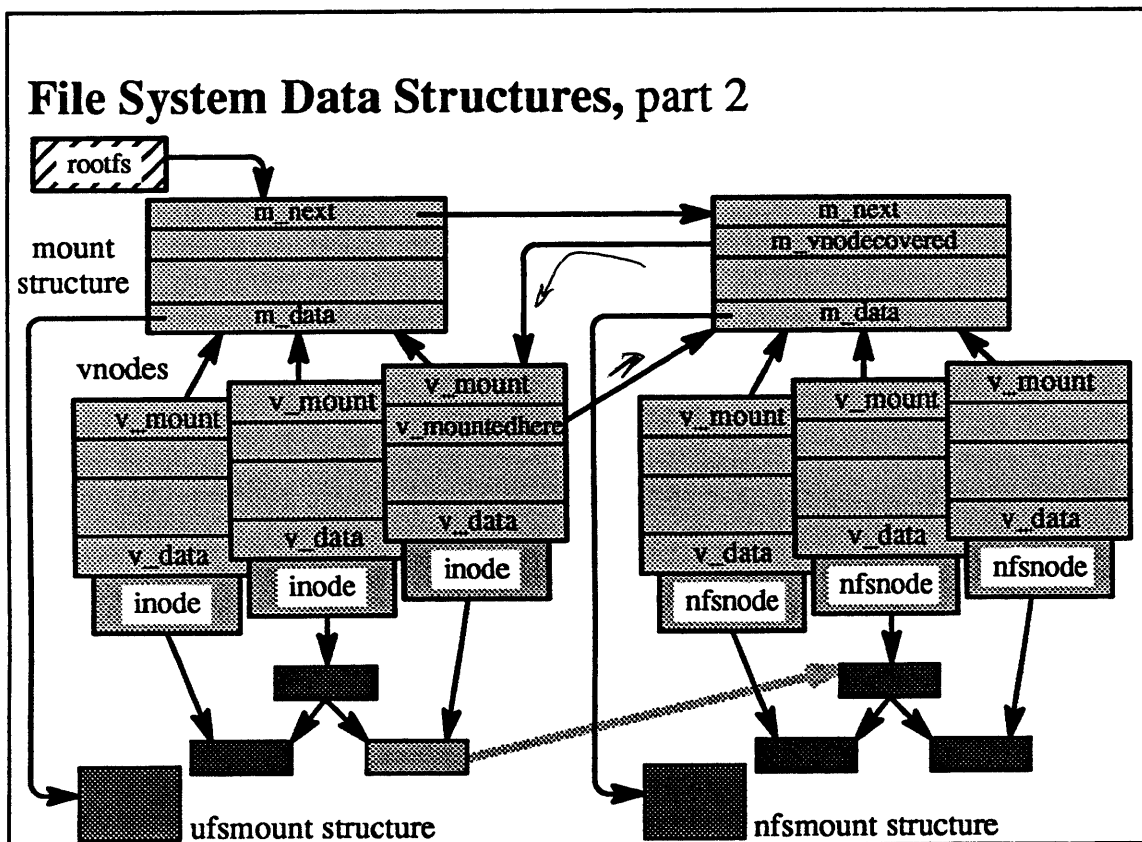 File System Data Structures, part 2
rootfs
m_next
m_next
mount
structure
m_vnodecovered
m_data
m_data
vnodes
v_mount
v_mount
v_mount
v_mountedhere
v_mount
v_mount
v_mount
v_data
v_data
v_data
v_data
v_data
v_data
inode
inode
inode
nfsnode
nfsnode
nfsnode
ufsmount structure
nfsmount structure